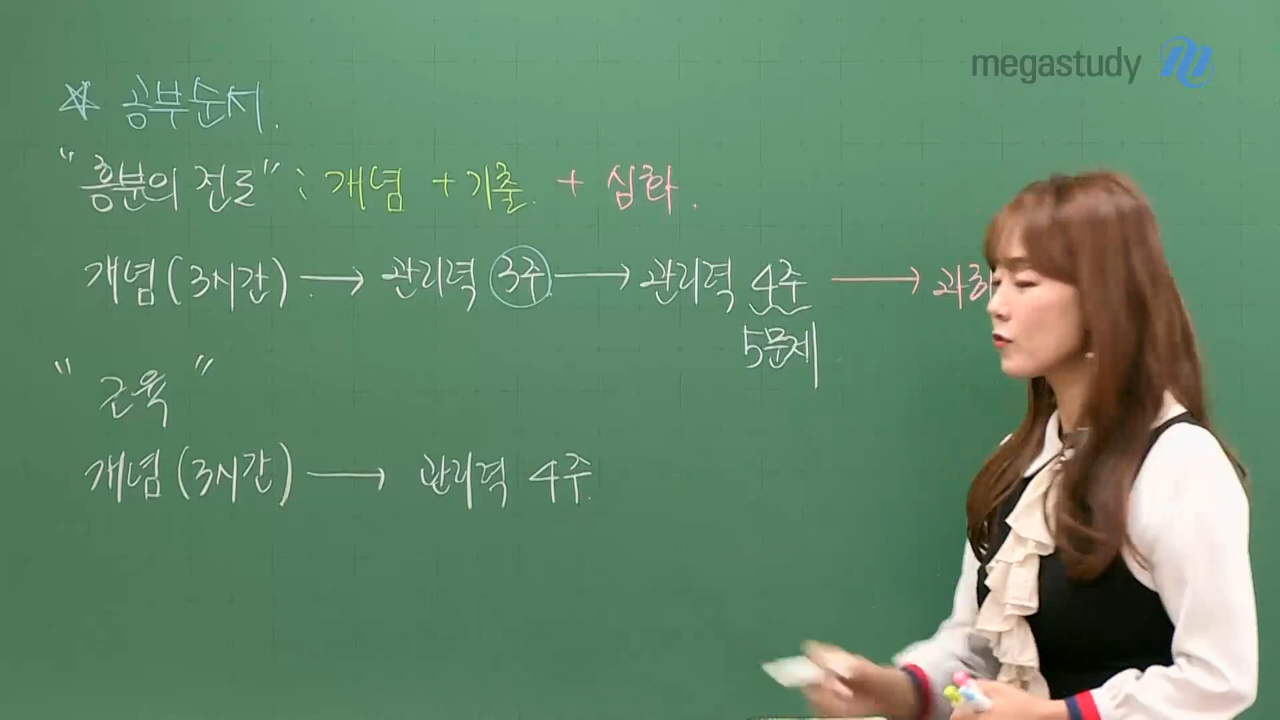 megastudy
☆ 공부순서.
"흥분의 전도" : 개념 + 기출. + 심화.
개념 (3시간) → 관리력 3주 → 관리력 4주 →
5문제
"근육"
개념 (3시간) → 관리력 4주.